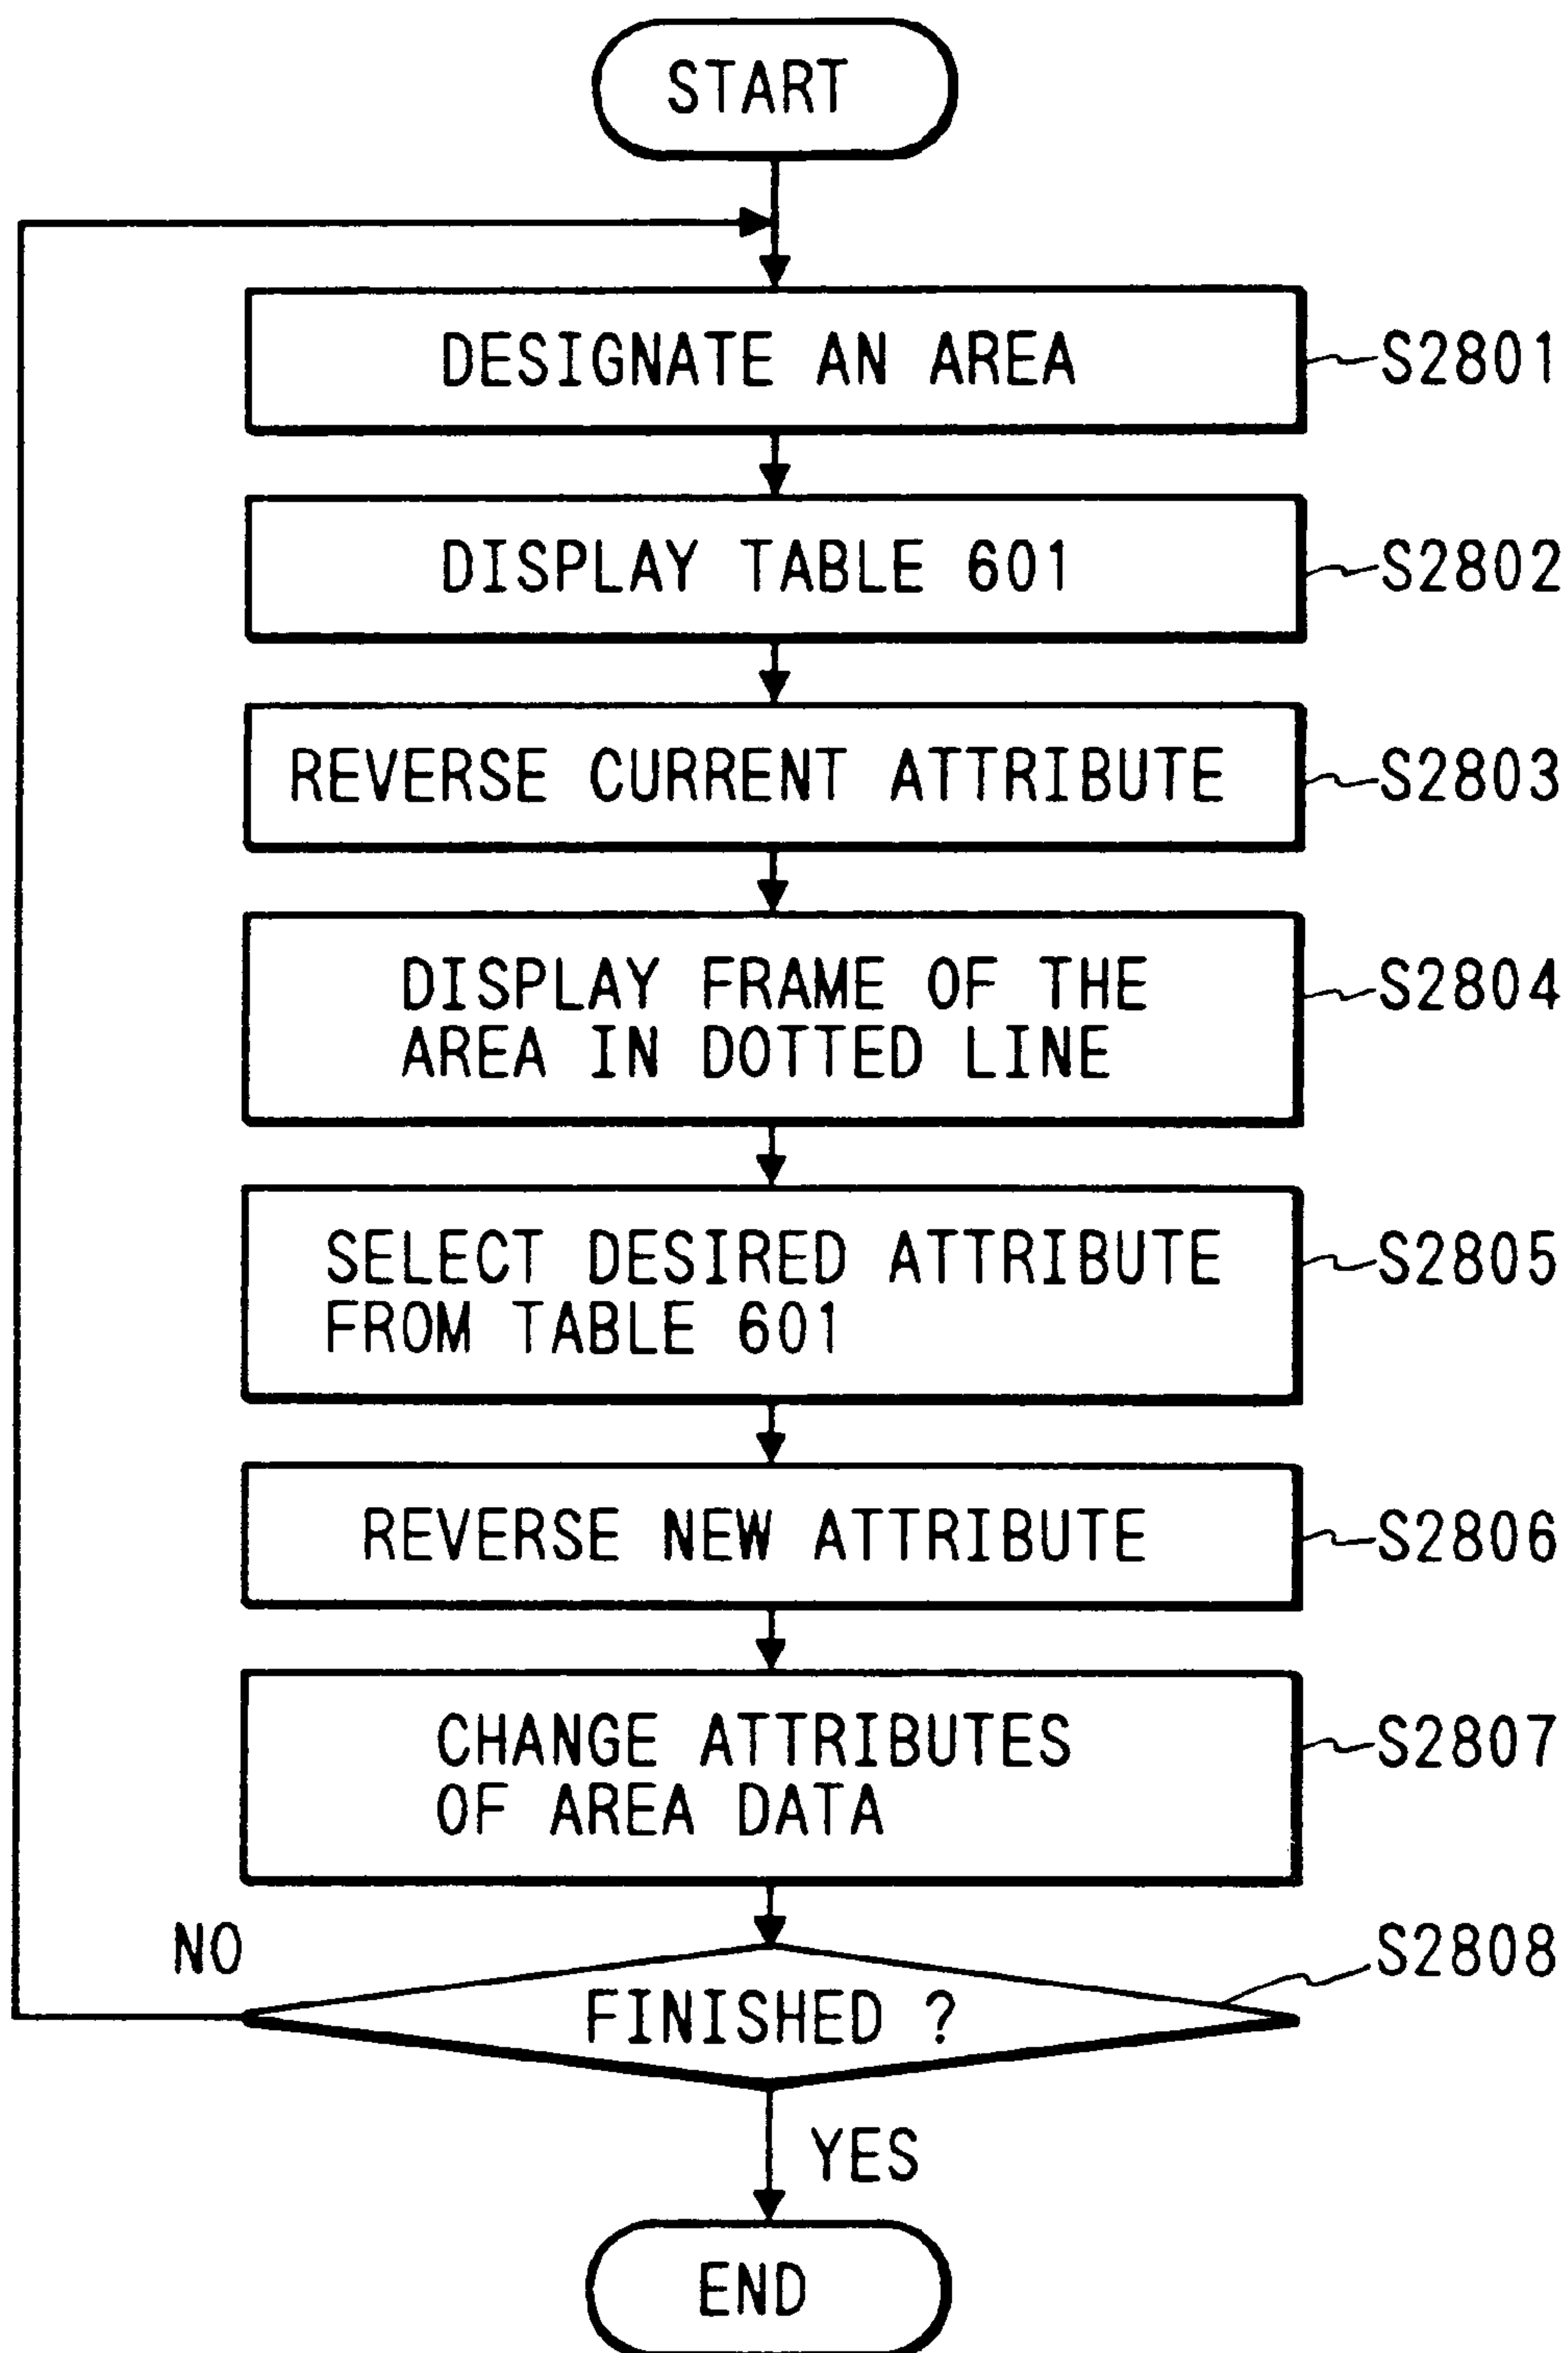 START
DESIGNATE AN AREA
S2801
DISPLAY TABLE 601
S2802
REVERSE CURRENT ATTRIBUTE
S2803
DISPLAY FRAME OF THE
AREA IN DOTTED LINE
S2804
SELECT DESIRED ATTRIBUTE
FROM TABLE 601
S2805
REVERSE NEW ATTRIBUTE
S2806
CHANGE ATTRIBUTES
OF AREA DATA
S2807
NO
FINISHED ?
S2808
YES
END